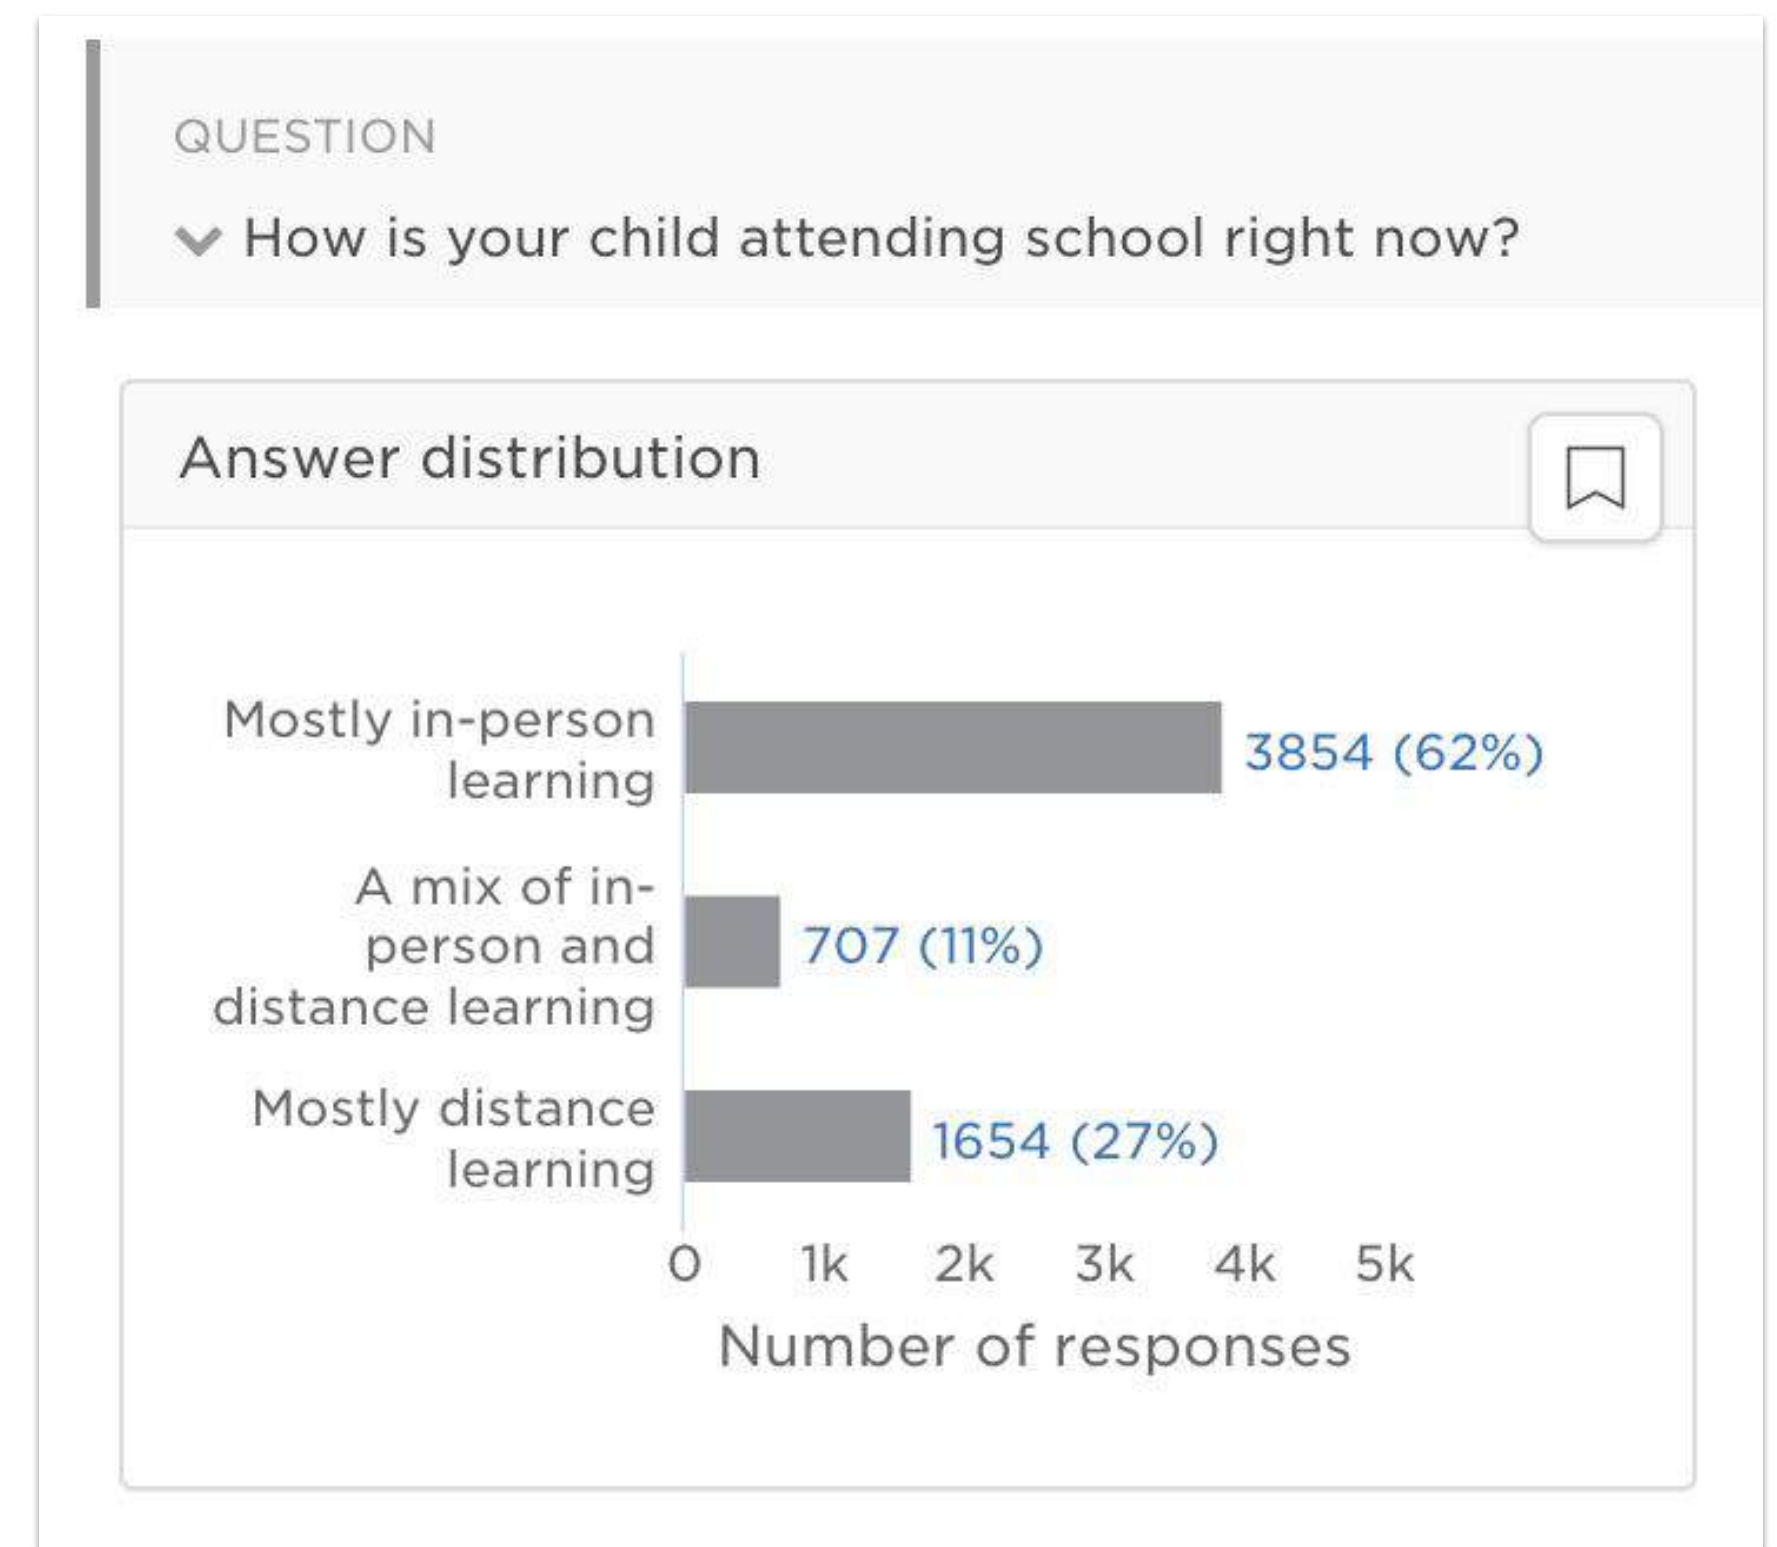 QUESTION
How is your child attending school right now?
Answer distribution
Mostly in-person
learning
3854 (62%)
A mix of in-
person and
distance learning
707 (11%)
Mostly distance
learning
1654 (27%)
0 1k 2k 3k 4k 5k
Number of responses